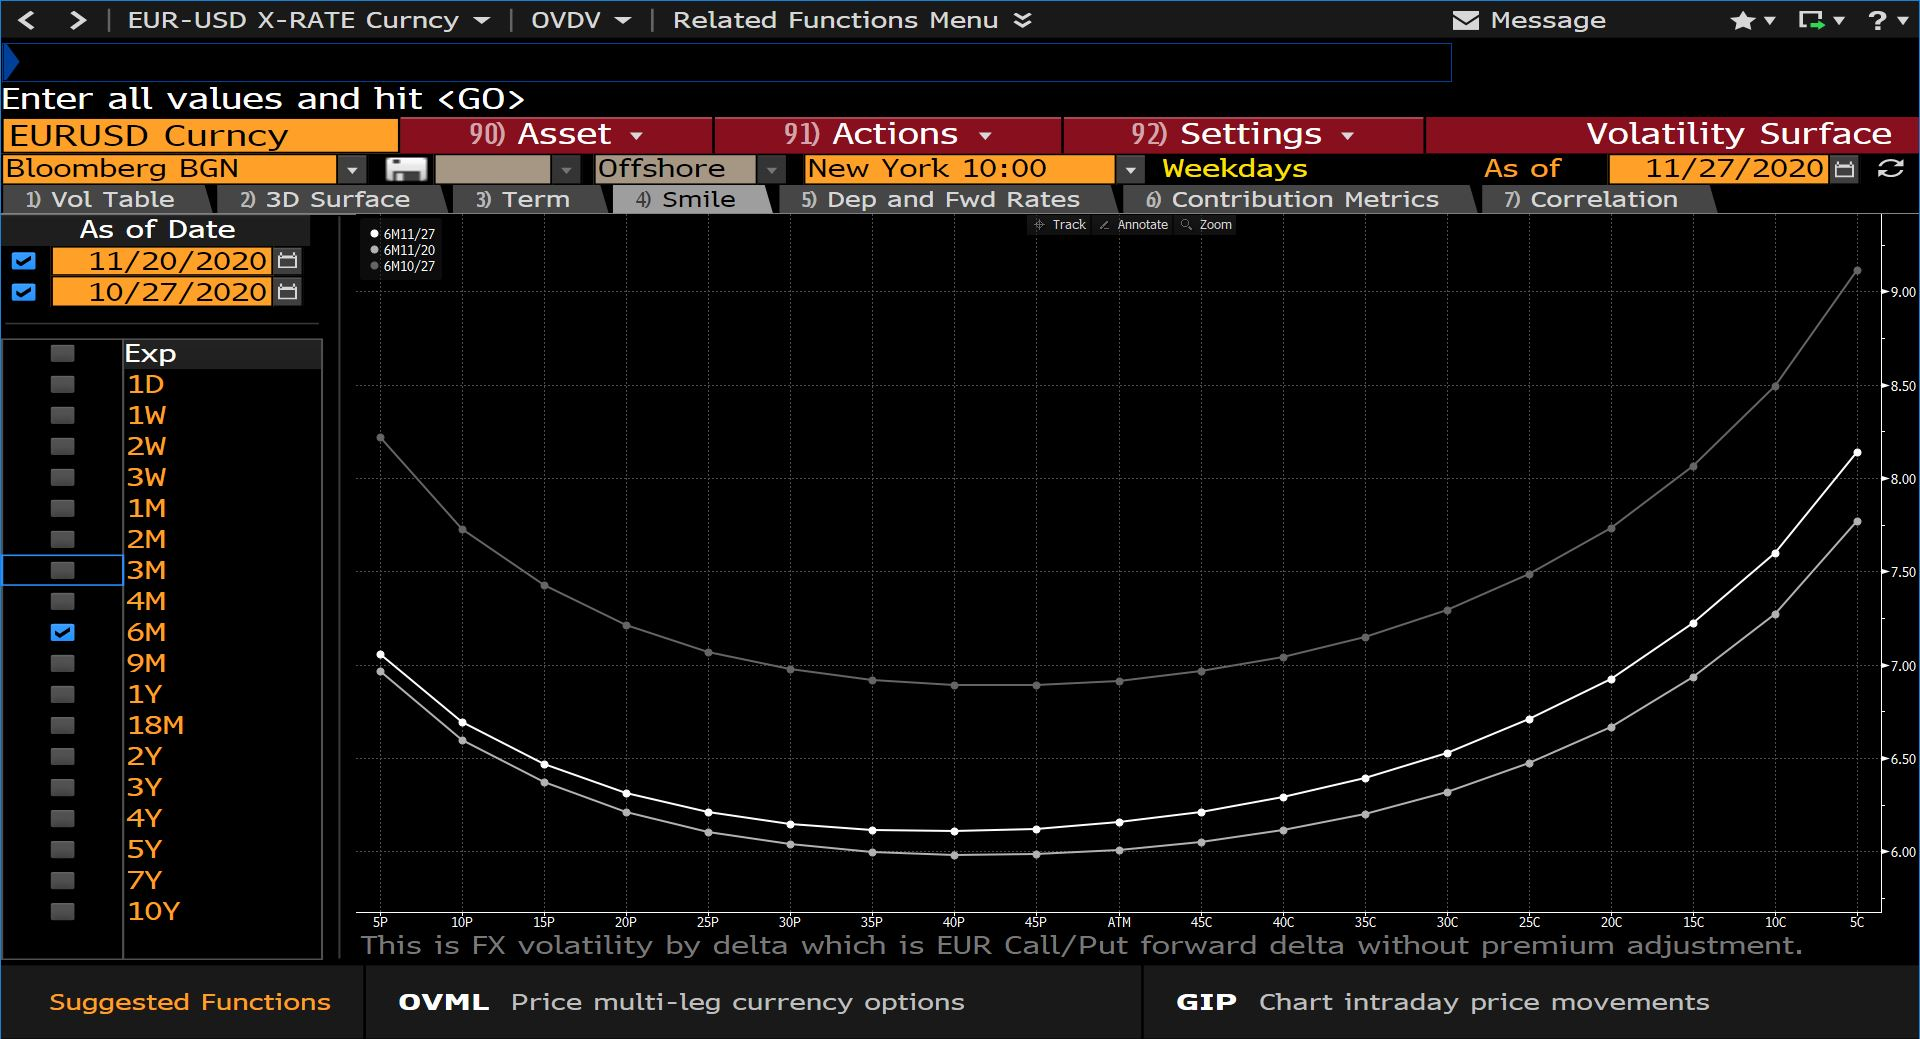 EUR-USD X-RATE Curncy | OVDV | Related Functions Menu Message ?
Enter all values and hit <GO>
EURUSD Curncy 90) Asset 91) Actions 92) Settings Volatility Surface
Bloomberg BGN Offshore New York 10:00 Weekdays As of 11/27/2020
1) Vol Table 2) 3D Surface 3) Term 4) Smile 5) Dep and Fwd Rates 6) Contribution Metrics 7) Correlation
As of Date
11/20/2020
10/27/2020
Exp
1D
1W
2W
3W
1M
2M
3M
4M
6M
9M
1Y
18M
2Y
3Y
4Y
5Y
7Y
10Y
Track Annotate Zoom
6M11/27
6M11/20
6M10/27
9.00
8.50
8.00
7.50
7.00
6.50
6.00
5P 10P 15P 20P 25P 30P 35P 40P 45P ATM 45C 40C 35C 30C 25C 20C 15C 10C 5C
This is FX volatility by delta which is EUR Call/Put forward delta without premium adjustment.
Suggested Functions OVML Price multi-leg currency options GIP Chart intraday price movements